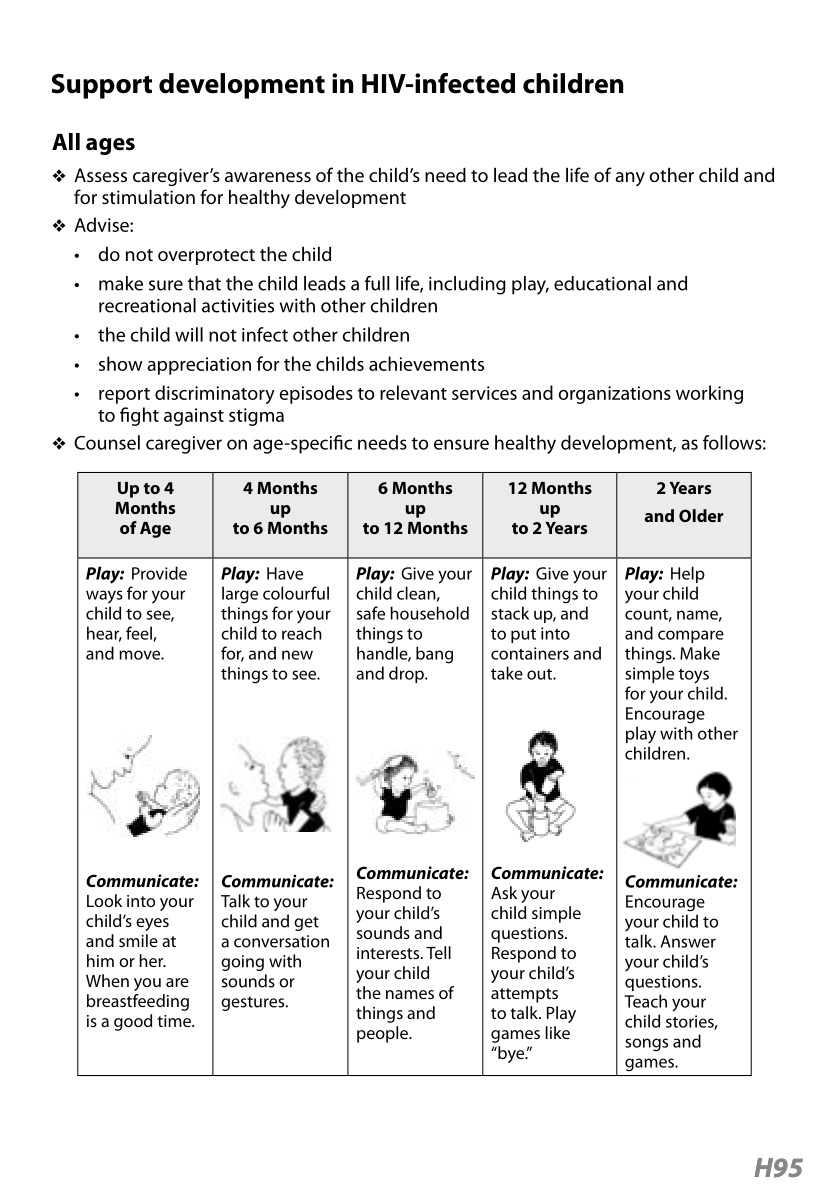 Support development in HIV-infected children
All ages
❖ Assess caregiver’s awareness of the child’s need to lead the life of any other child and
for stimulation for healthy development
❖ Advise:
• do not overprotect the child
• make sure that the child leads a full life, including play, educational and
recreational activities with other children
• the child will not infect other children
• show appreciation for the childs achievements
• report discriminatory episodes to relevant services and organizations working
to fight against stigma
❖ Counsel caregiver on age-specific needs to ensure healthy development, as follows:
Up to 4
Months
of Age
4 Months
up
to 6 Months
6 Months
up
to 12 Months
12 Months
up
to 2 Years
2 Years
and Older
Play: Provide
ways for your
child to see,
hear, feel,
and move.
Communicate:
Look into your
child’s eyes
and smile at
him or her.
When you are
breastfeeding
is a good time.
Play: Have
large colourful
things for your
child to reach
for, and new
things to see.
Communicate:
Talk to your
child and get
a conversation
going with
sounds or
gestures.
Play: Give your
child clean,
safe household
things to
handle, bang
and drop.
Communicate:
Respond to
your child’s
sounds and
interests. Tell
your child
the names of
things and
people.
Play: Give your
child things to
stack up, and
to put into
containers and
take out.
Communicate:
Ask your
child simple
questions.
Respond to
your child’s
attempts
to talk. Play
games like
“bye.”
Play: Help
your child
count, name,
and compare
things. Make
simple toys
for your child.
Encourage
play with other
children.
Communicate:
Encourage
your child to
talk. Answer
your child’s
questions.
Teach your
child stories,
songs and
games.
H95